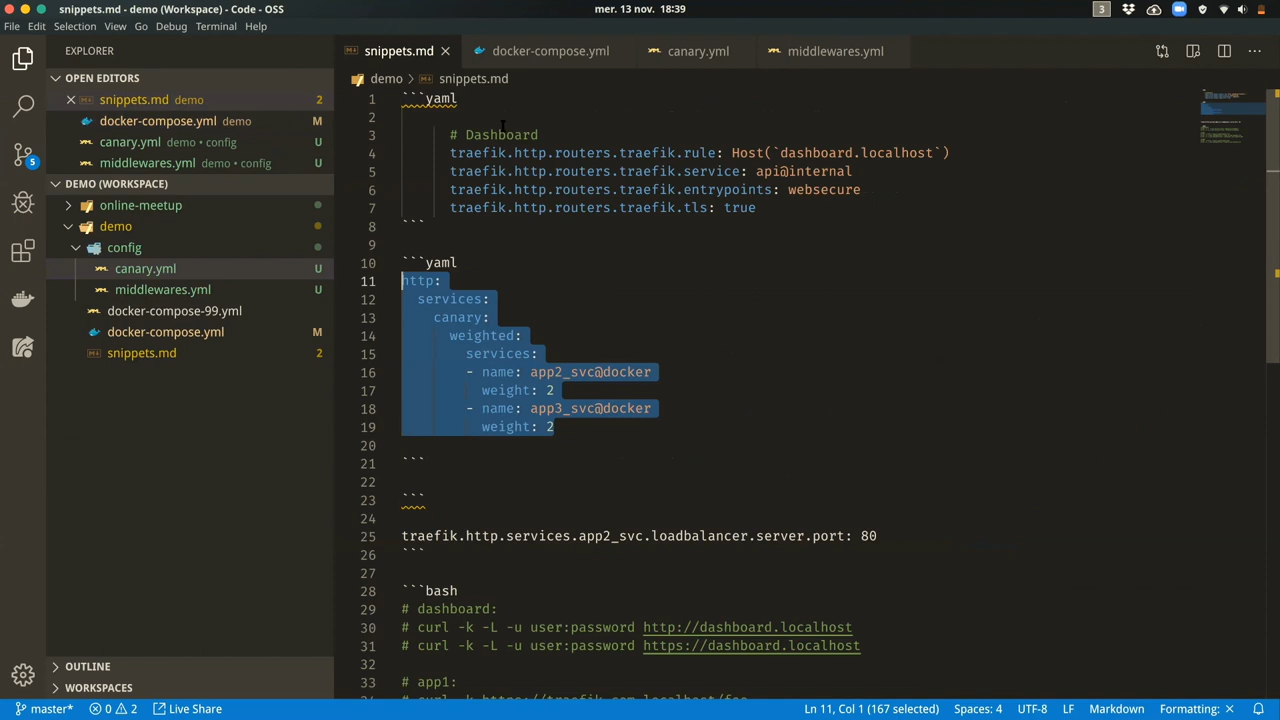 snippets.md - demo (Workspace) - Code - OSS
mer. 13 nov. 18:39
3
File Edit Selection View Go Debug Terminal Help
EXPLORER
snippets.md
docker-compose.yml
canary.yml
middlewares.yml
OPEN EDITORS
snippets.md demo 2
docker-compose.yml demo M
canary.yml demo • config U
middlewares.yml demo • config U
DEMO (WORKSPACE)
online-meetup
demo
config
canary.yml U
middlewares.yml U
docker-compose-99.yml
docker-compose.yml M
snippets.md 2
OUTLINE
WORKSPACES
5
demo > snippets.md
1 ```yaml
2
3 # Dashboard
4 traefik.http.routers.traefik.rule: Host(`dashboard.localhost`)
5 traefik.http.routers.traefik.service: api@internal
6 traefik.http.routers.traefik.entrypoints: websecure
7 traefik.http.routers.traefik.tls: true
8 ```
9
10 ```yaml
11 http:
12 services:
13 canary:
14 weighted:
15 services:
16 - name: app2_svc@docker
17 weight: 2
18 - name: app3_svc@docker
19 weight: 2
20
21 ```
22
23 ```
24
25 traefik.http.services.app2_svc.loadbalancer.server.port: 80
26 ```
27
28 ```bash
29 # dashboard:
30 # curl -k -L -u user:password http://dashboard.localhost
31 # curl -k -L -u user:password https://dashboard.localhost
32
33 # app1:
master* 0 2 Live Share
Ln 11, Col 1 (167 selected) Spaces: 4 UTF-8 LF Markdown Formatting: ×